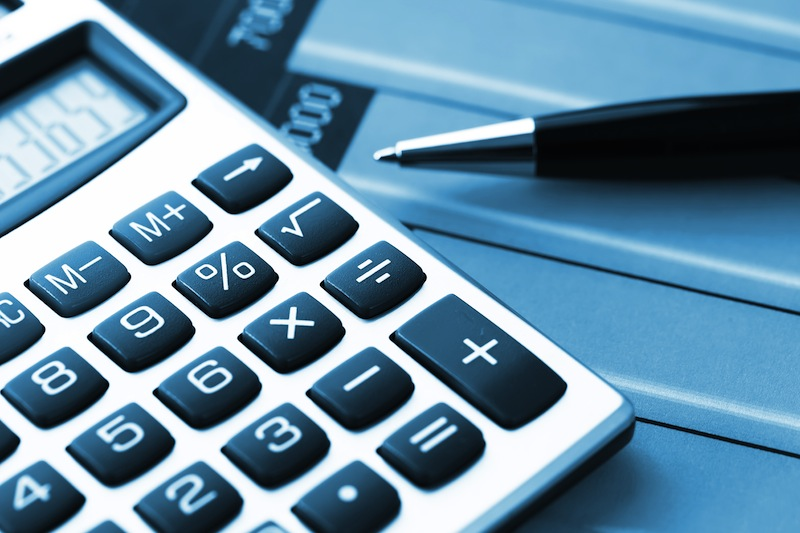 →
M+ √
M– % ÷
9 × +
8 6 –
5 3 =
4 2 .